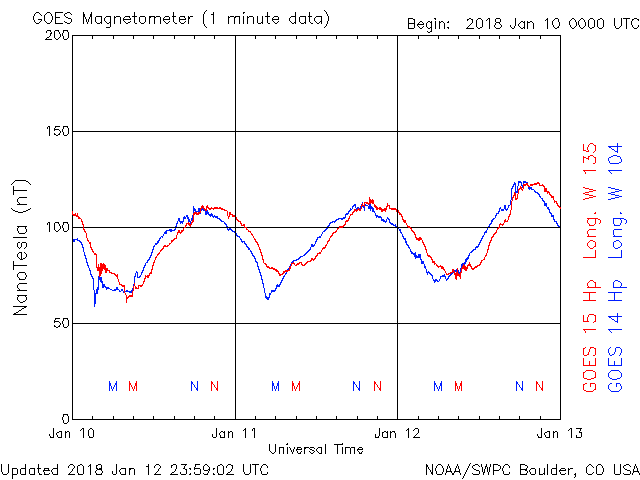 GOES Magnetometer (1 minute data)
Begin: 2018 Jan 10 0000 UTC
200
150
100
50
0
NanoTesla (nT)
M M N N M M N N M M N N
Jan 10 Jan 11 Jan 12 Jan 13
Universal Time
GOES 15 Hp Long. W 135
GOES 14 Hp Long. W 104
Updated 2018 Jan 12 23:59:02 UTC
NOAA/SWPC Boulder, CO USA